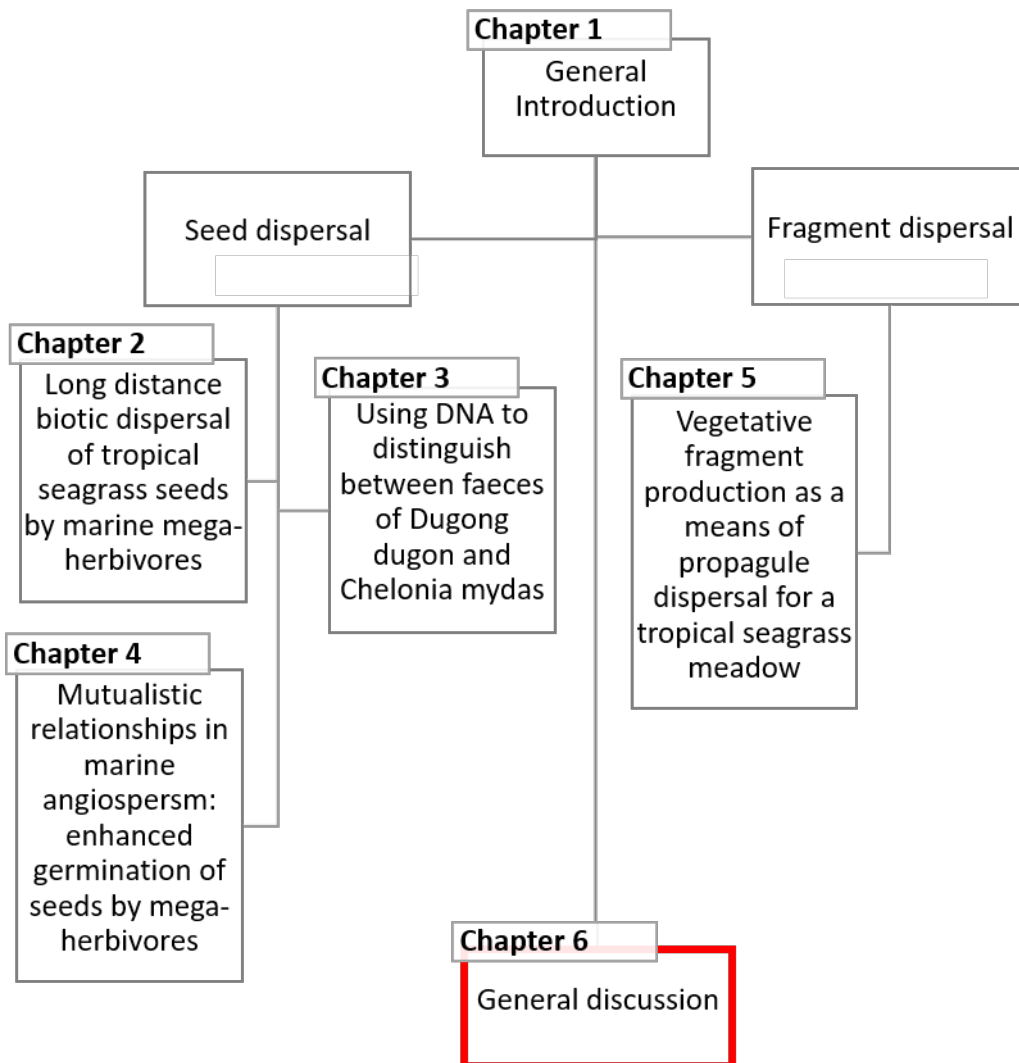 Chapter 1
General
Introduction
Seed dispersal
Fragment dispersal
Chapter 2
Long distance
biotic dispersal
of tropical
seagrass seeds
by marine mega-
herbivores
Chapter 3
Using DNA to
distinguish
between faeces
of Dugong
dugon and
Chelonia mydas
Chapter 5
Vegetative
fragment
production as a
means of
propagule
dispersal for a
tropical seagrass
meadow
Chapter 4
Mutualistic
relationships in
marine
angiospersm:
enhanced
germination of
seeds by mega-
herbivores
Chapter 6
General discussion